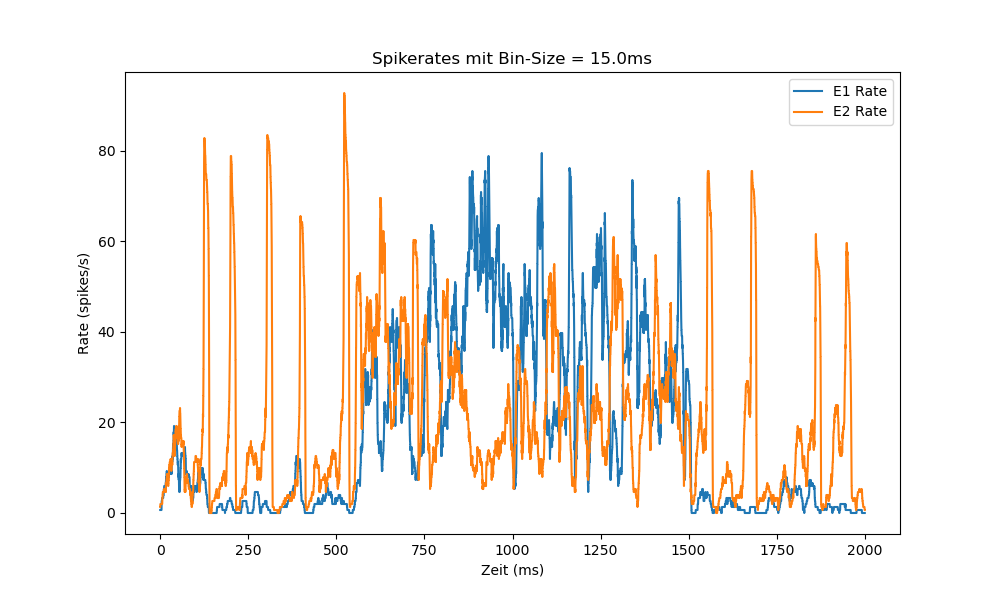 Spikerates mit Bin-Size = 15.0ms
E1 Rate
E2 Rate
Rate (spikes/s)
80
60
40
20
0
0 250 500 750 1000 1250 1500 1750 2000
Zeit (ms)